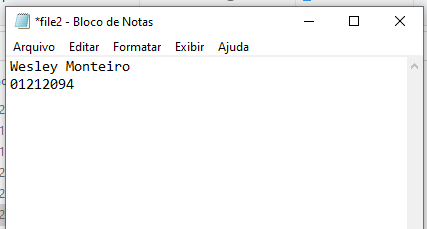 *file2 - Bloco de Notas
Arquivo Editar Formatar Exibir Ajuda
Wesley Monteiro
01212094